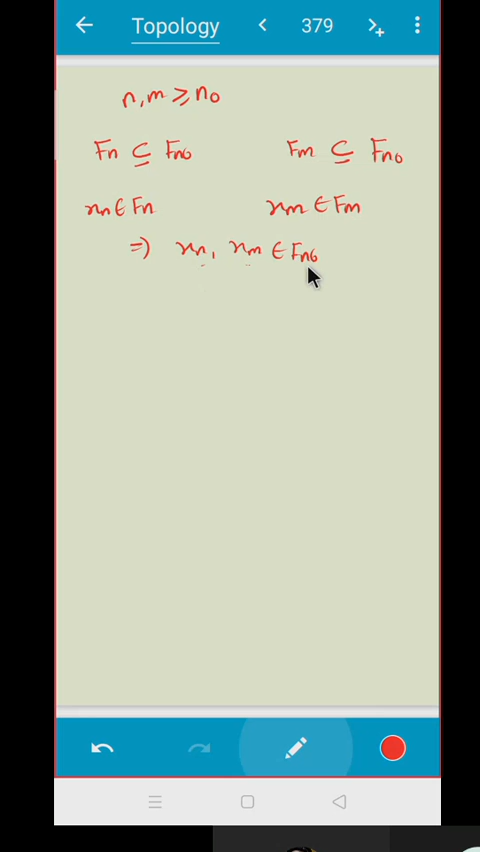 Topology 379
n, m ≥ n₀
Fn ⊆ Fn₀ Fm ⊆ Fn₀
xn ∈ Fn xm ∈ Fm
⇒ xn, xm ∈ Fn₀